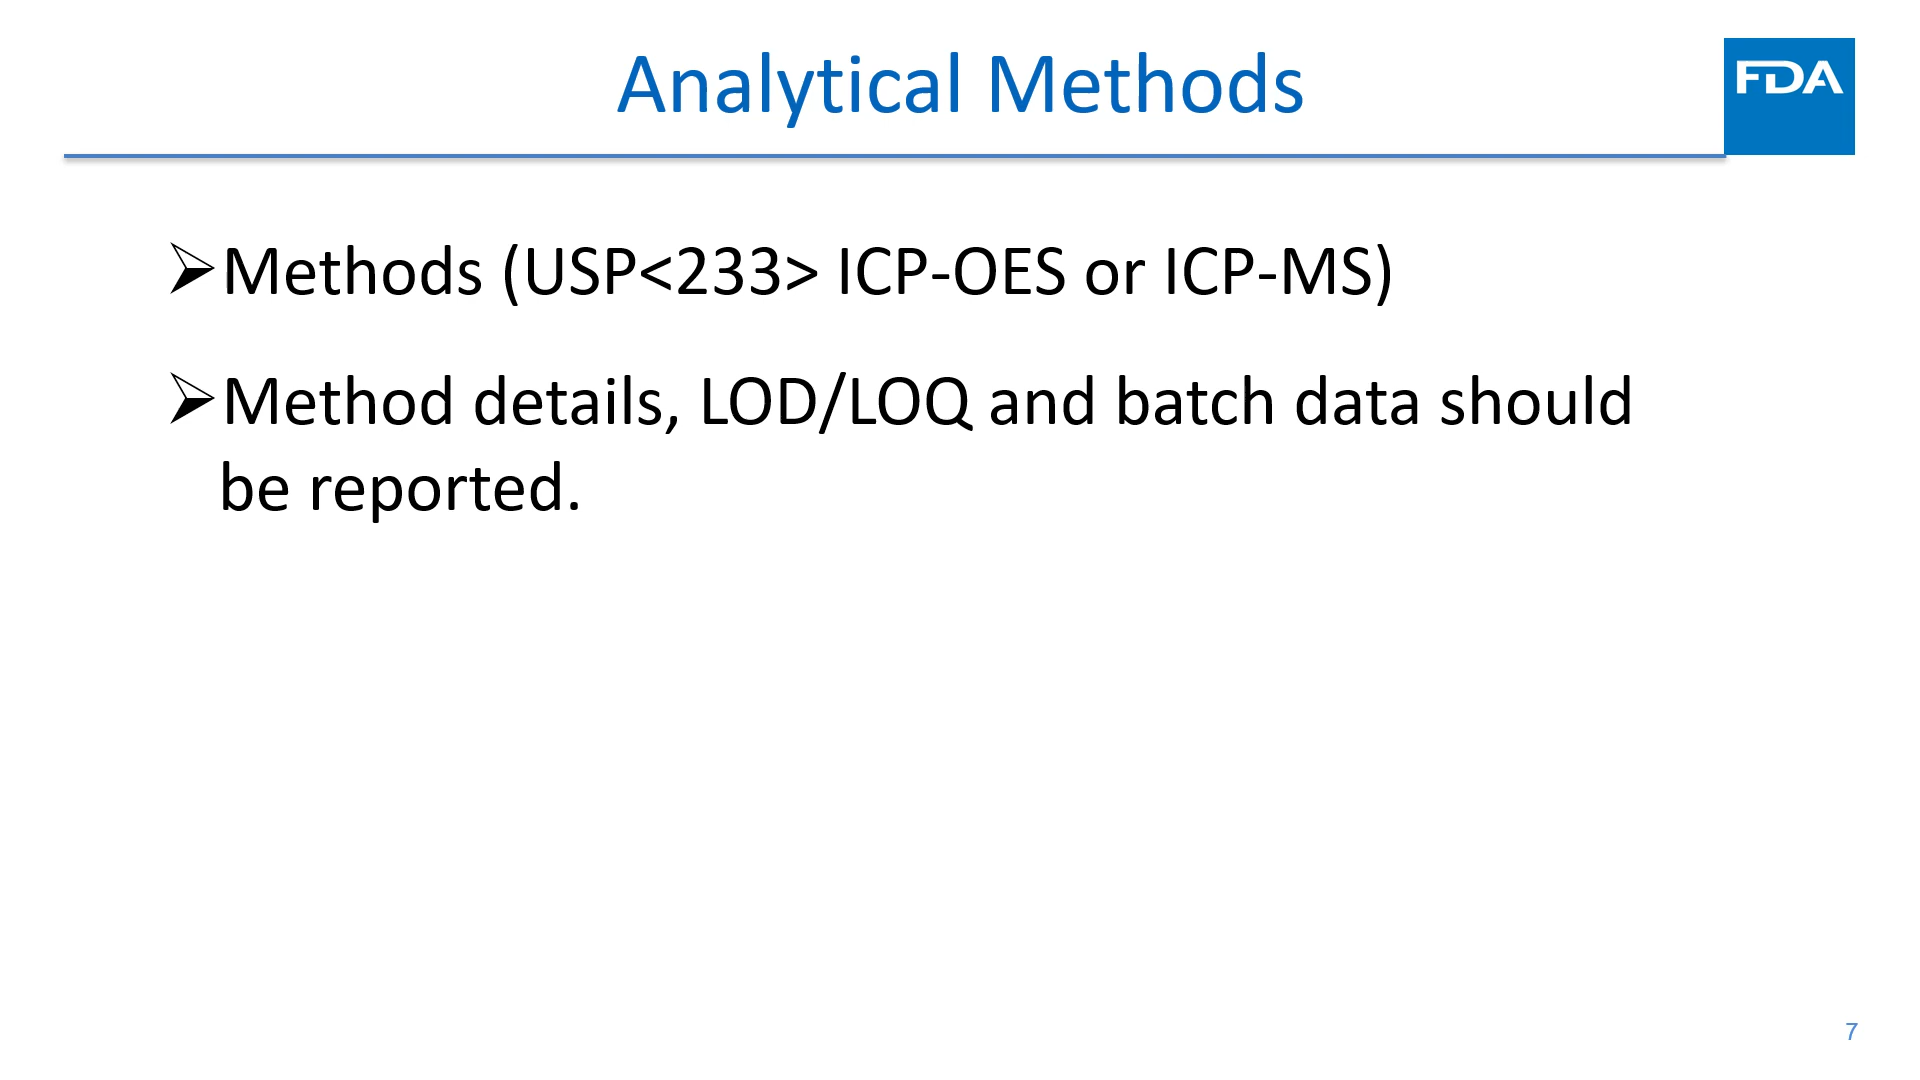 Analytical Methods
FDA
➢Methods (USP<233> ICP-OES or ICP-MS)
➢Method details, LOD/LOQ and batch data should
be reported.
7